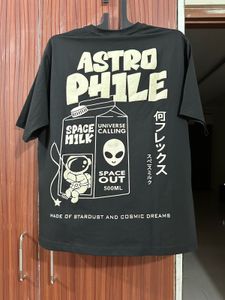 ASTRO
PHILE
SPACE
MILK
UNIVERSE
CALLING
SPACE
OUT
500ML
何フレックス
スペースミルク
MADE OF STARDUST AND COSMIC DREAMS